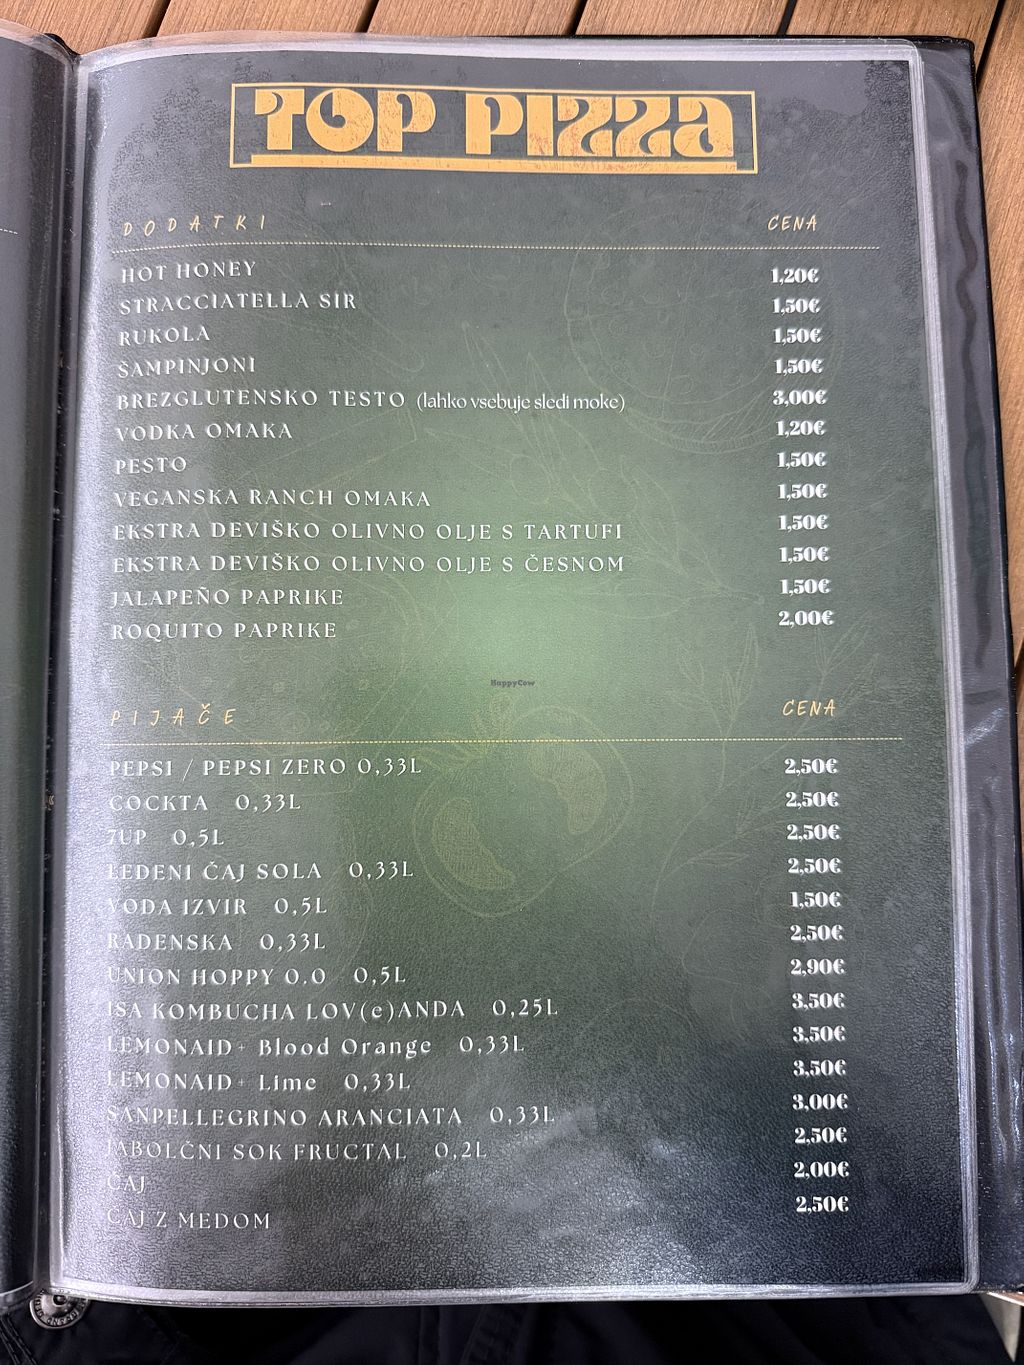 TOP PIZZA
DODATKI CENA
HOT HONEY 1,20€
STRACCIATELLA SIR 1,50€
RUKOLA 1,50€
ŠAMPINJONI 1,50€
BREZGLUTENSKO TESTO (lahko vsebuje sledi moke) 3,00€
VODKA OMAKA 1,20€
PESTO 1,50€
VEGANSKA RANCH OMAKA 1,50€
EKSTRA DEVIŠKO OLIVNO OLJE S TARTUFI 1,50€
EKSTRA DEVIŠKO OLIVNO OLJE S ČESNOM 1,50€
JALAPEÑO PAPRIKE 1,50€
ROQUITO PAPRIKE 2,00€
HappyCow
PIJAČE CENA
PEPSI / PEPSI ZERO 0,33L 2,50€
COCKTA 0,33L 2,50€
7UP 0,5L 2,50€
LEDENI ČAJ SOLA 0,33L 2,50€
VODA IZVIR 0,5L 1,50€
RADENSKA 0,33L 2,50€
UNION HOPPY 0.0 0,5L 2,90€
ISA KOMBUCHA LOV(e)ANDA 0,25L 3,50€
LEMONAID+ Blood Orange 0,33L 3,50€
LEMONAID+ Lime 0,33L 3,50€
SANPELLEGRINO ARANCIATA 0,33L 3,00€
JABOLČNI SOK FRUCTAL 0,2L 2,50€
ČAJ 2,00€
ČAJ Z MEDOM 2,50€